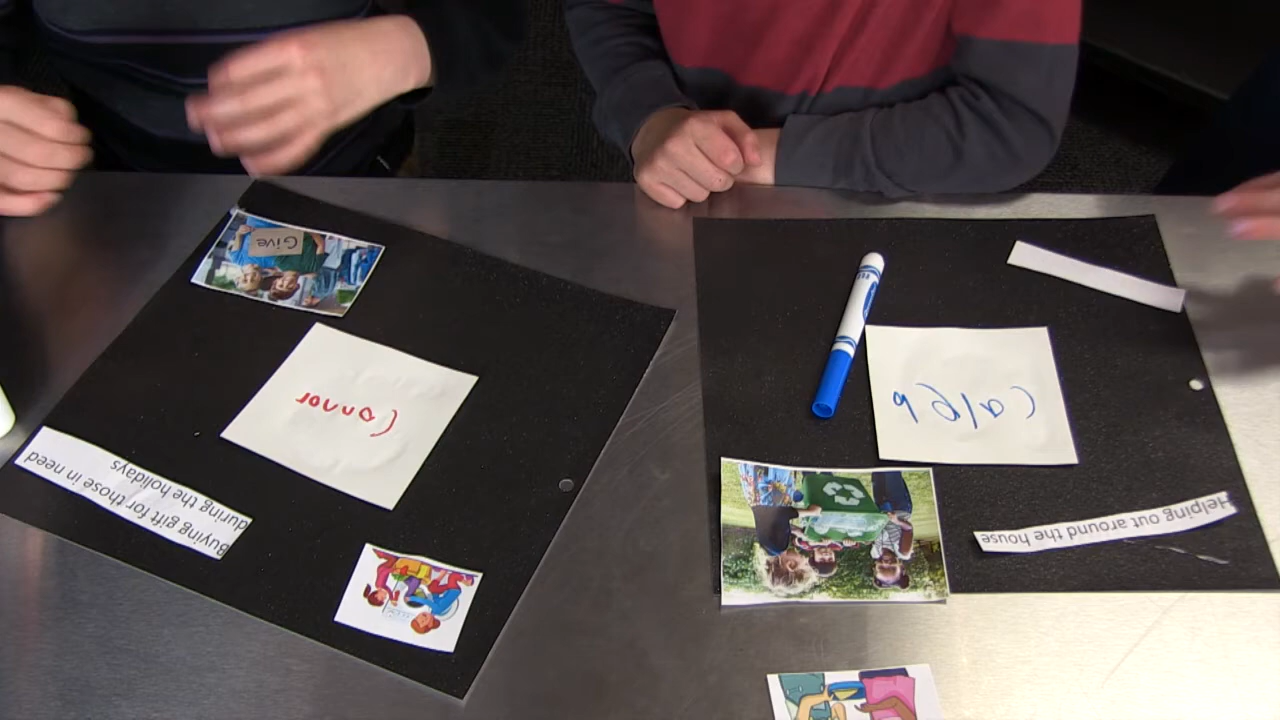 Give
Connor
Buying gift for those in need
during the holidays
Caleb
Helping out around the house